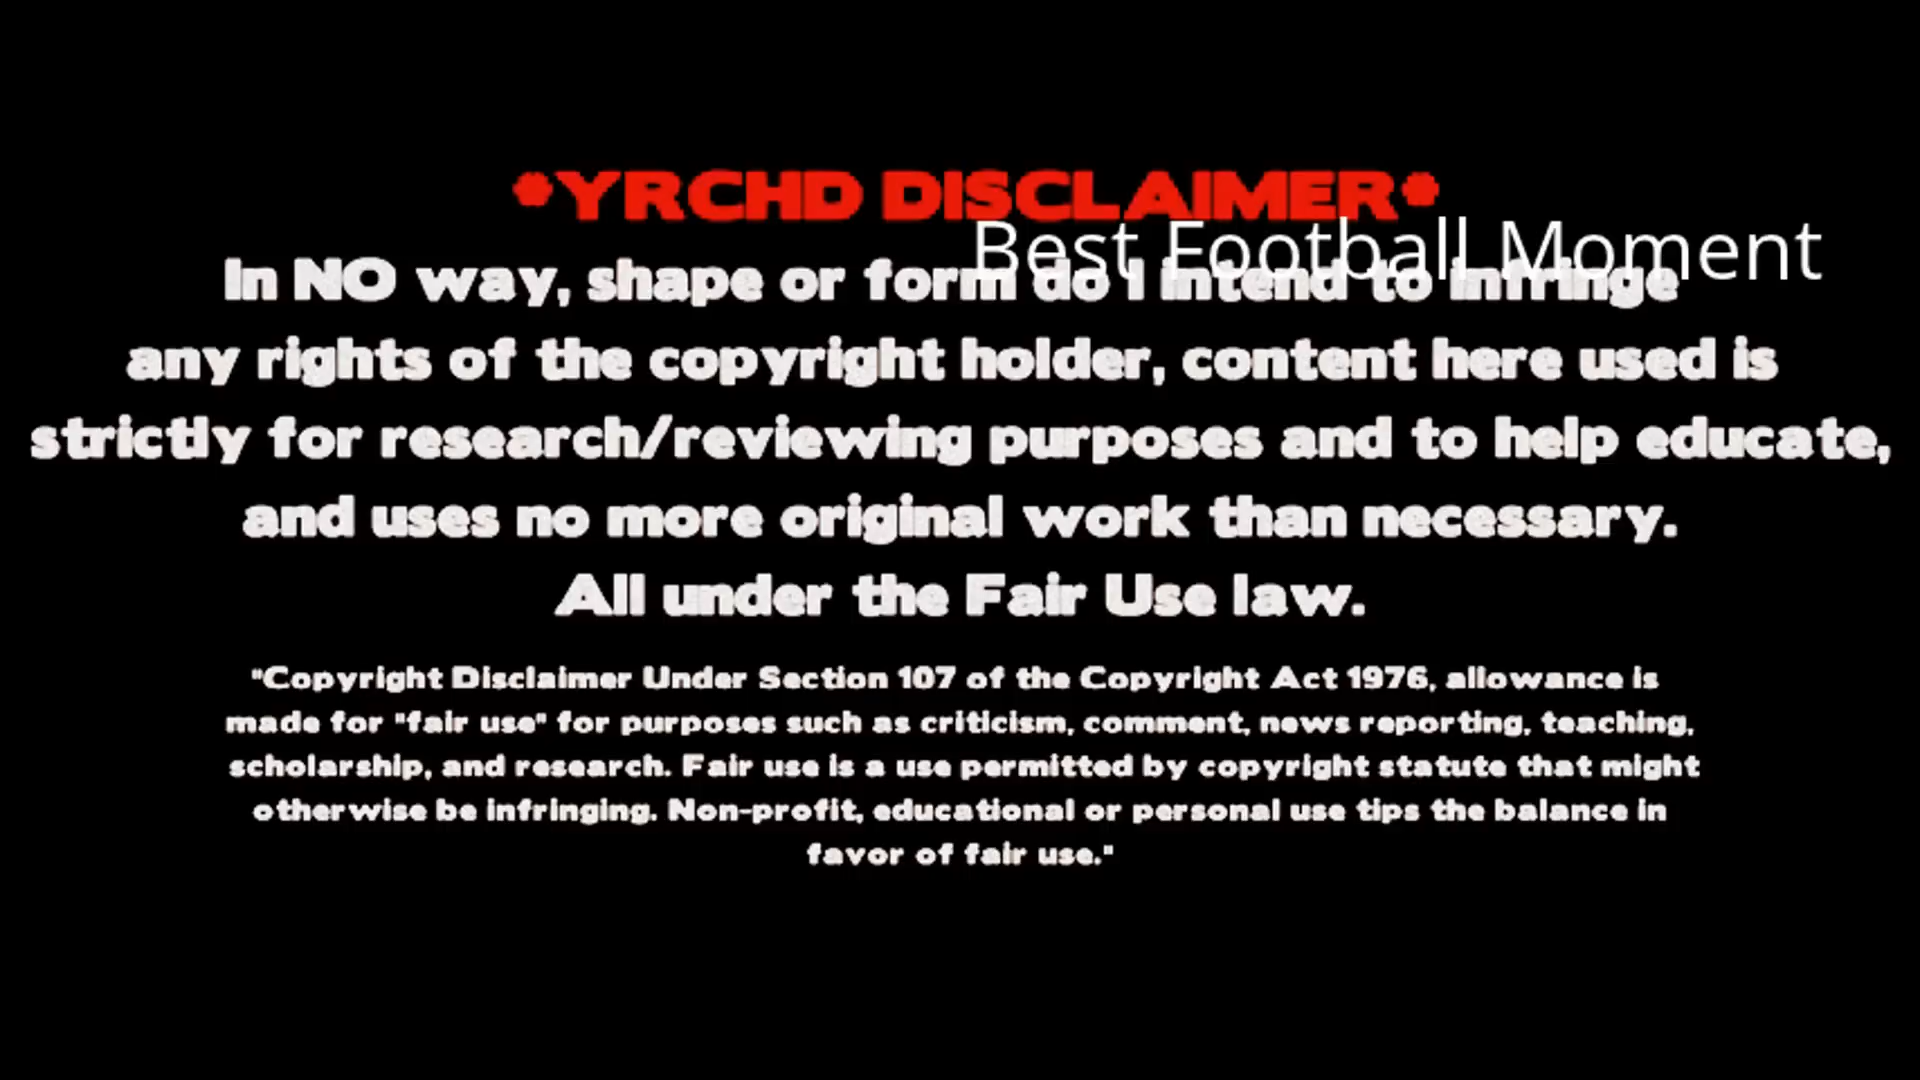 *YRCHD DISCLAIMER*
Best Football Moment
In NO way, shape or form do I intend to infringe
any rights of the copyright holder, content here used is
strictly for research/reviewing purposes and to help educate,
and uses no more original work than necessary.
All under the Fair Use law.
"Copyright Disclaimer Under Section 107 of the Copyright Act 1976, allowance is
made for "fair use" for purposes such as criticism, comment, news reporting, teaching,
scholarship, and research. Fair use is a use permitted by copyright statute that might
otherwise be infringing. Non-profit, educational or personal use tips the balance in
favor of fair use."